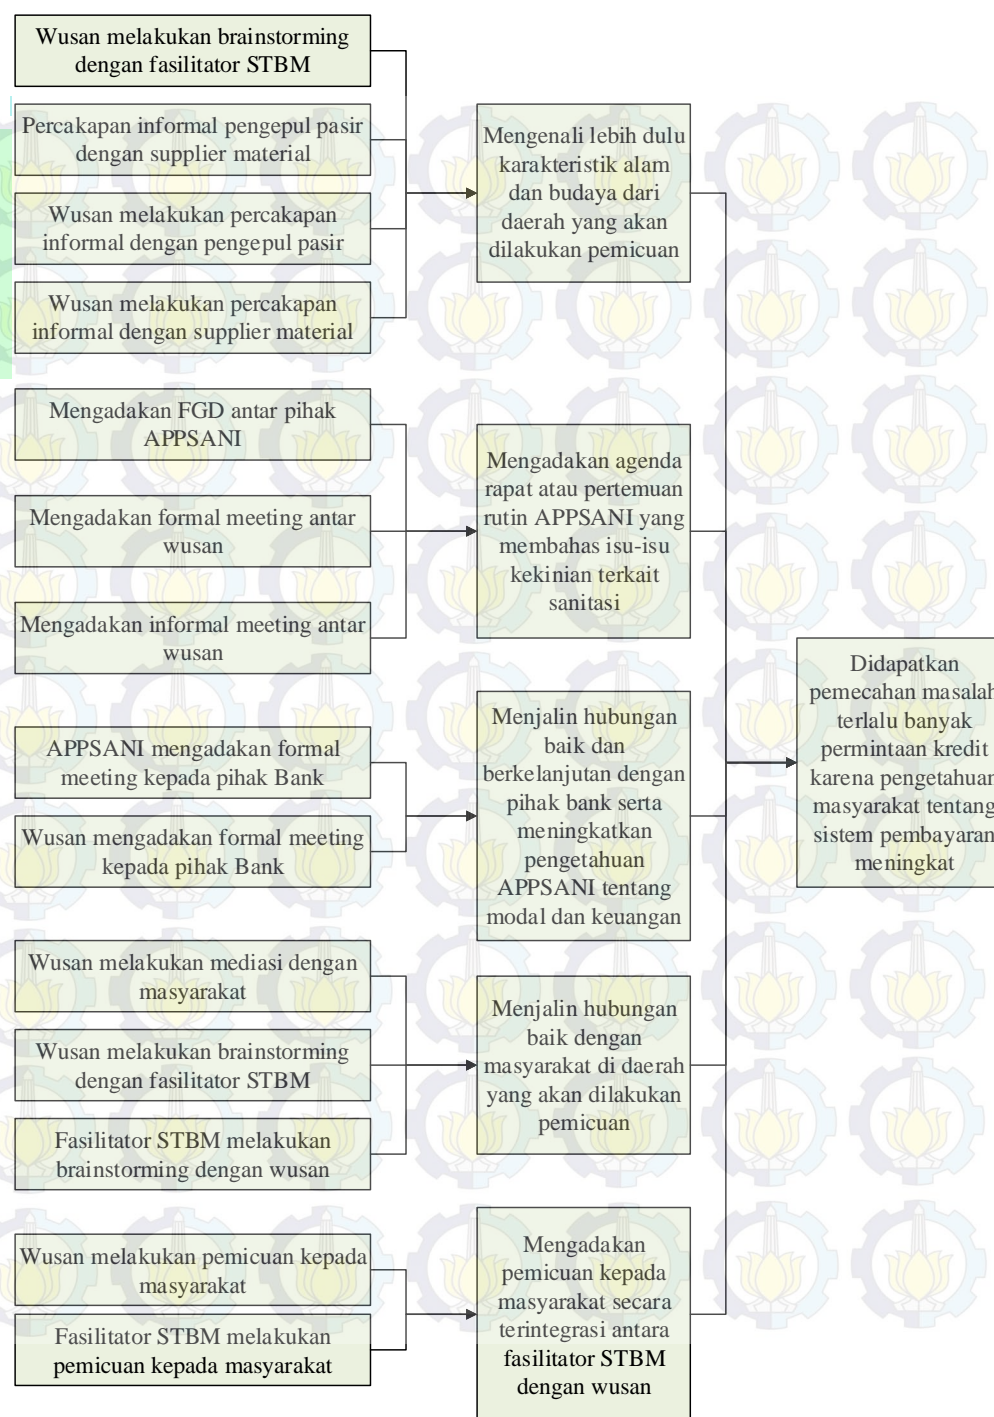 Wusan melakukan brainstorming
dengan fasilitator STBM
Percakapan informal pengepul pasir
dengan supplier material
Wusan melakukan percakapan
informal dengan pengepul pasir
Wusan melakukan percakapan
informal dengan supplier material
Mengenali lebih dulu
karakteristik alam
dan budaya dari
daerah yang akan
dilakukan pemicuan
Mengadakan FGD antar pihak
APPSANI
Mengadakan formal meeting antar
wusan
Mengadakan informal meeting antar
wusan
Mengadakan agenda
rapat atau pertemuan
rutin APPSANI yang
membahas isu-isu
kekinian terkait
sanitasi
APPSANI mengadakan formal
meeting kepada pihak Bank
Wusan mengadakan formal meeting
kepada pihak Bank
Menjalin hubungan
baik dan
berkelanjutan dengan
pihak bank serta
meningkatkan
pengetahuan
APPSANI tentang
modal dan keuangan
Wusan melakukan mediasi dengan
masyarakat
Wusan melakukan brainstorming
dengan fasilitator STBM
Fasilitator STBM melakukan
brainstorming dengan wusan
Menjalin hubungan
baik dengan
masyarakat di daerah
yang akan dilakukan
pemicuan
Wusan melakukan pemicuan kepada
masyarakat
Fasilitator STBM melakukan
pemicuan kepada masyarakat
Mengadakan
pemicuan kepada
masyarakat secara
terintegrasi antara
fasilitator STBM
dengan wusan
Didapatkan
pemecahan masalah
terlalu banyak
permintaan kredit
karena pengetahuan
masyarakat tentang
sistem pembayaran
meningkat